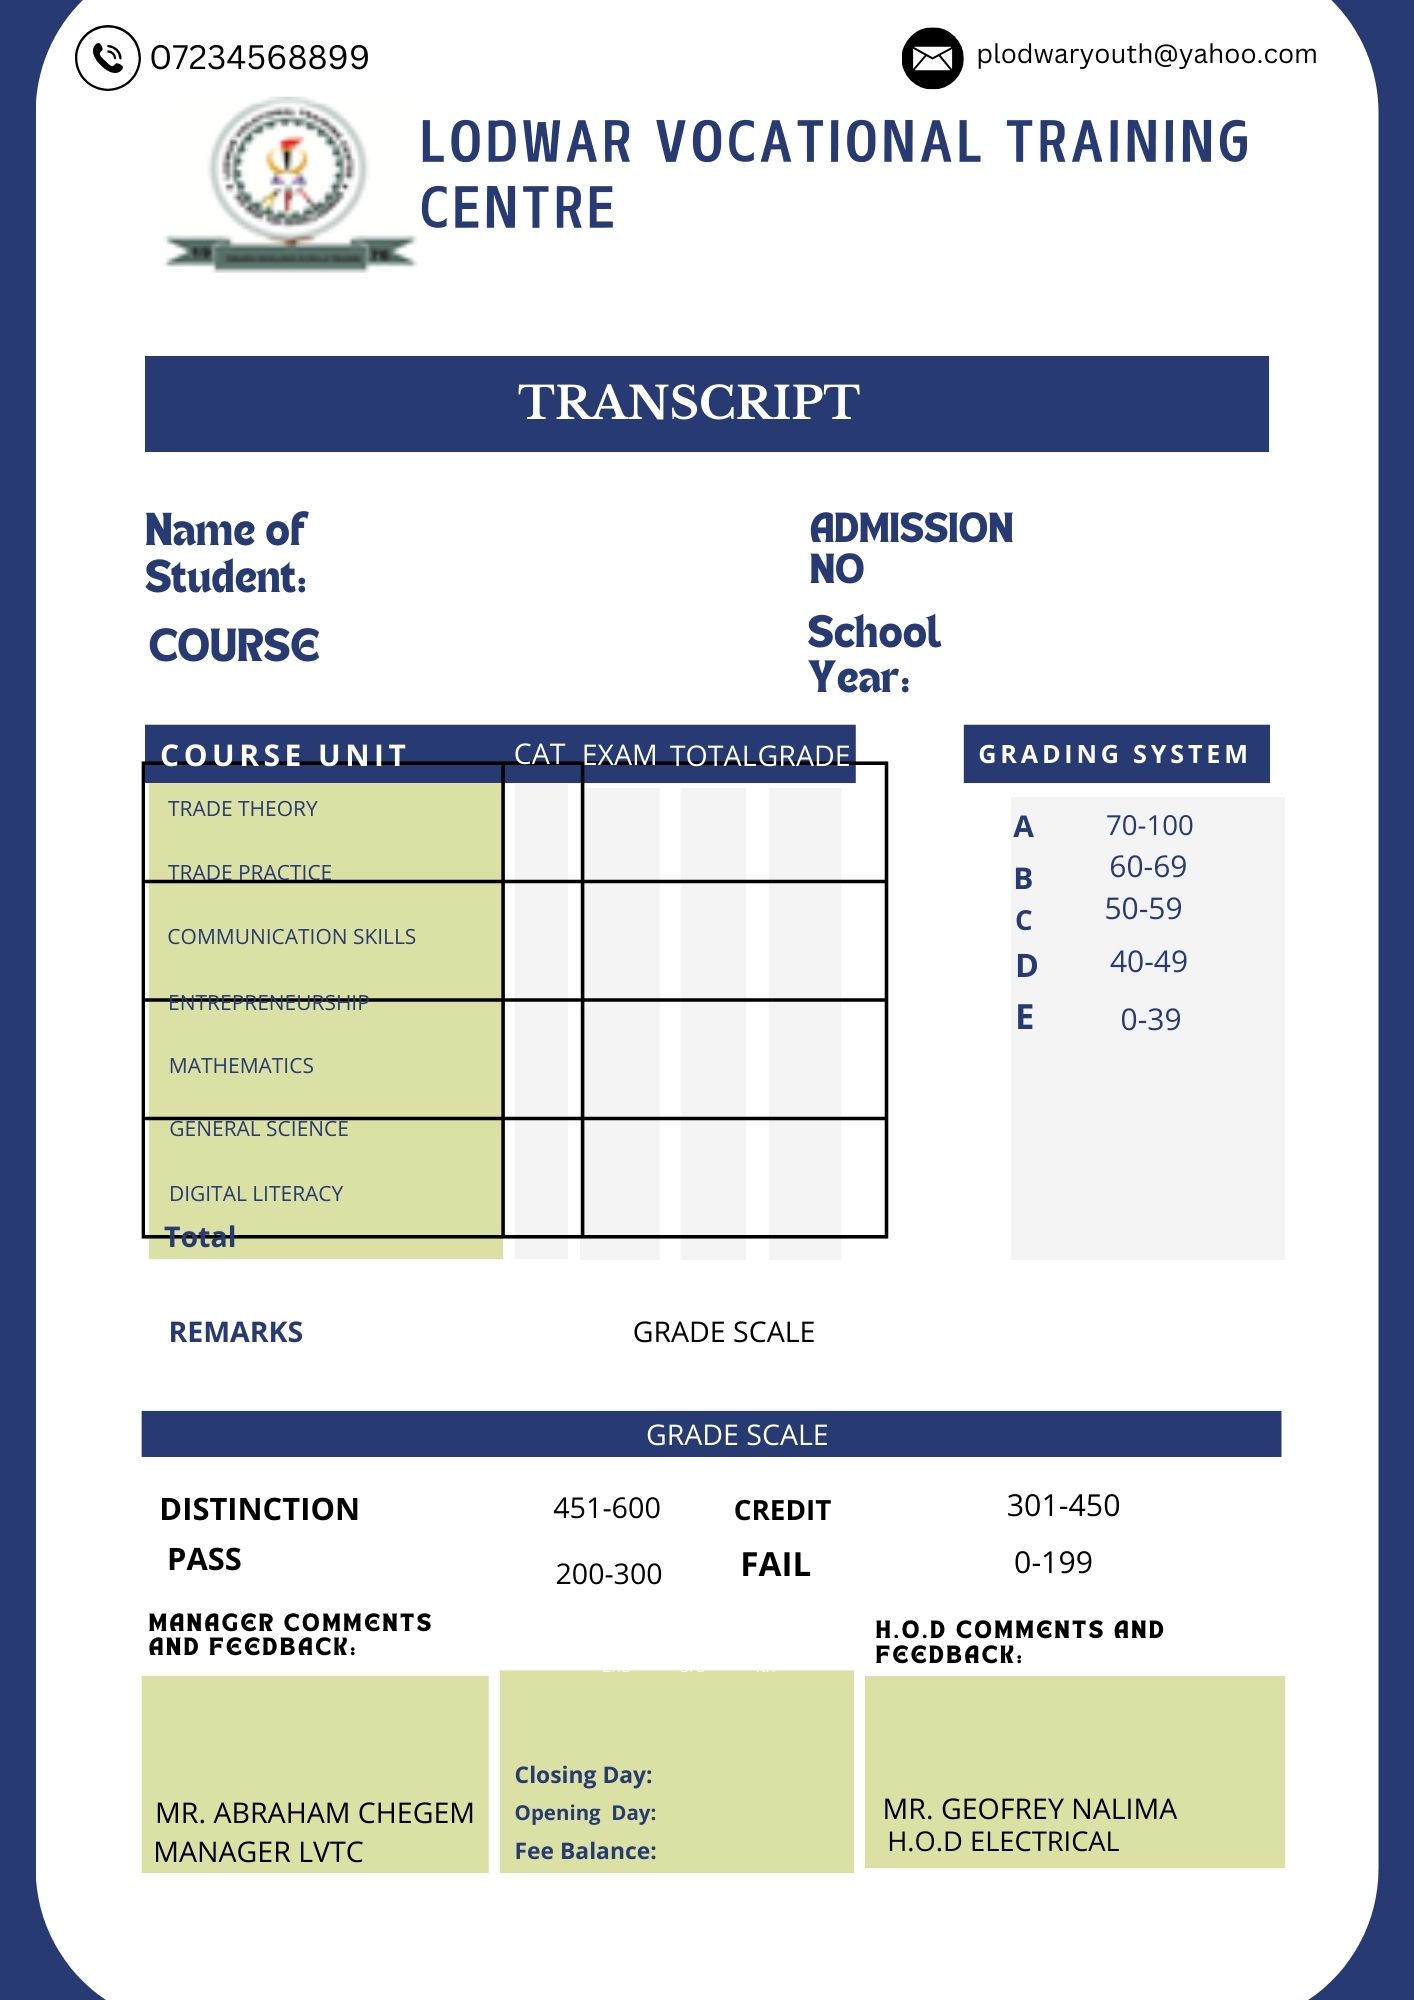 07234568899
plodwaryouth@yahoo.com
LODWAR VOCATIONAL TRAINING
CENTRE
TRANSCRIPT
Name of
Student:
ADMISSION
NO
COURSE
School
Year:
COURSE UNIT CAT EXAM TOTAL GRADE
TRADE THEORY
TRADE PRACTICE
COMMUNICATION SKILLS
ENTREPRENEURSHIP
MATHEMATICS
GENERAL SCIENCE
DIGITAL LITERACY
Total
GRADING SYSTEM
A 70-100
B 60-69
C 50-59
D 40-49
E 0-39
REMARKS GRADE SCALE
GRADE SCALE
DISTINCTION 451-600 CREDIT 301-450
PASS 200-300 FAIL 0-199
MANAGER COMMENTS
AND FEEDBACK:
H.O.D COMMENTS AND
FEEDBACK:
MR. ABRAHAM CHEGEM
MANAGER LVTC
Closing Day:
Opening Day:
Fee Balance:
MR. GEOFREY NALIMA
H.O.D ELECTRICAL